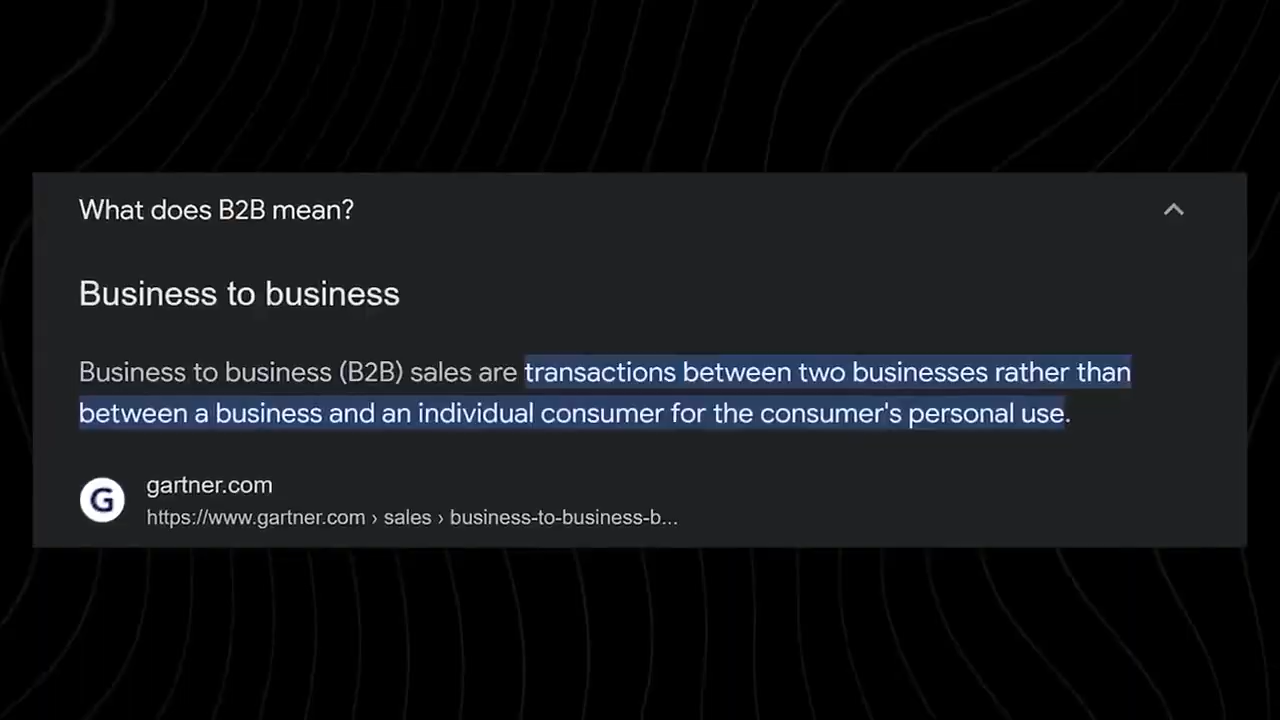 What does B2B mean?
Business to business
Business to business (B2B) sales are transactions between two businesses rather than
between a business and an individual consumer for the consumer's personal use.
G
gartner.com
https://www.gartner.com › sales › business-to-business-b...